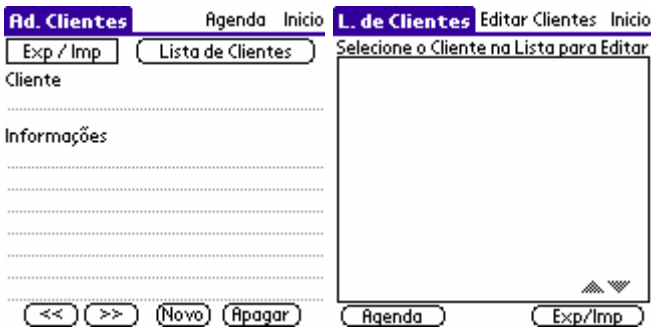 Ad. Clientes Agenda Inicio
Exp / Imp Lista de Clientes
Cliente
Informações
<< >> Novo Apagar
L. de Clientes Editar Clientes Inicio
Selecione o Cliente na Lista para Editar
Agenda Exp/Imp